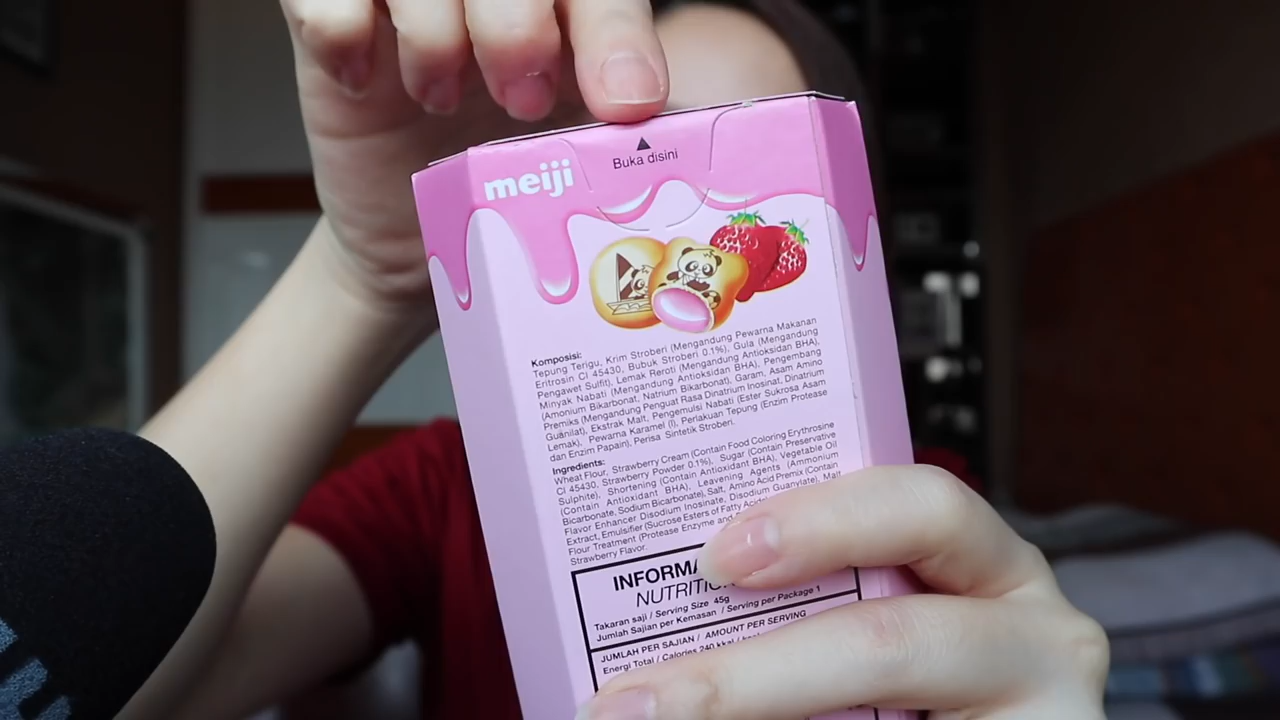 meiji
Buka disini
Komposisi:
Tepung Terigu, Krim Stroberi (Mengandung Pewarna Makanan
Eritrosin CI 45430, Bubuk Stroberi 0.1%), Gula (Mengandung
Pengawet Sulfit), Lemak Reroti (Mengandung Antioksidan BHA),
Minyak Nabati (Mengandung Antioksidan BHA), Pengembang
(Amonium Bikarbonat, Natrium Bikarbonat), Garam, Asam Amino
Premiks (Mengandung Penguat Rasa Dinatrium Inosinat, Dinatrium
Guanilat), Ekstrak Malt, Pengemulsi Nabati (Ester Sukrosa Asam
Lemak), Pewarna Karamel (I), Perlakuan Tepung (Enzim Protease
dan Enzim Papain), Perisa Sintetik Stroberi.
Ingredients:
Wheat Flour, Strawberry Cream (Contain Food Coloring Erythrosine
CI 45430, Strawberry Powder 0.1%), Sugar (Contain Preservative
Sulphite), Shortening (Contain Antioxidant BHA), Vegetable Oil
(Contain Antioxidant BHA), Leavening Agents (Ammonium
Bicarbonate, Sodium Bicarbonate), Salt, Amino Acid Premix (Contain
Flavor Enhancer Disodium Inosinate, Disodium Guanylate), Malt
Extract, Emulsifier (Sucrose Esters of Fatty Acids
Flour Treatment (Protease Enzyme and
Strawberry Flavor.
Takaran saji / Serving Size 45g
Jumlah Sajian per Kemasan / Serving per Package 1
JUMLAH PER SAJIAN / AMOUNT PER SERVING
Energi Total / Calories 240 kkal /